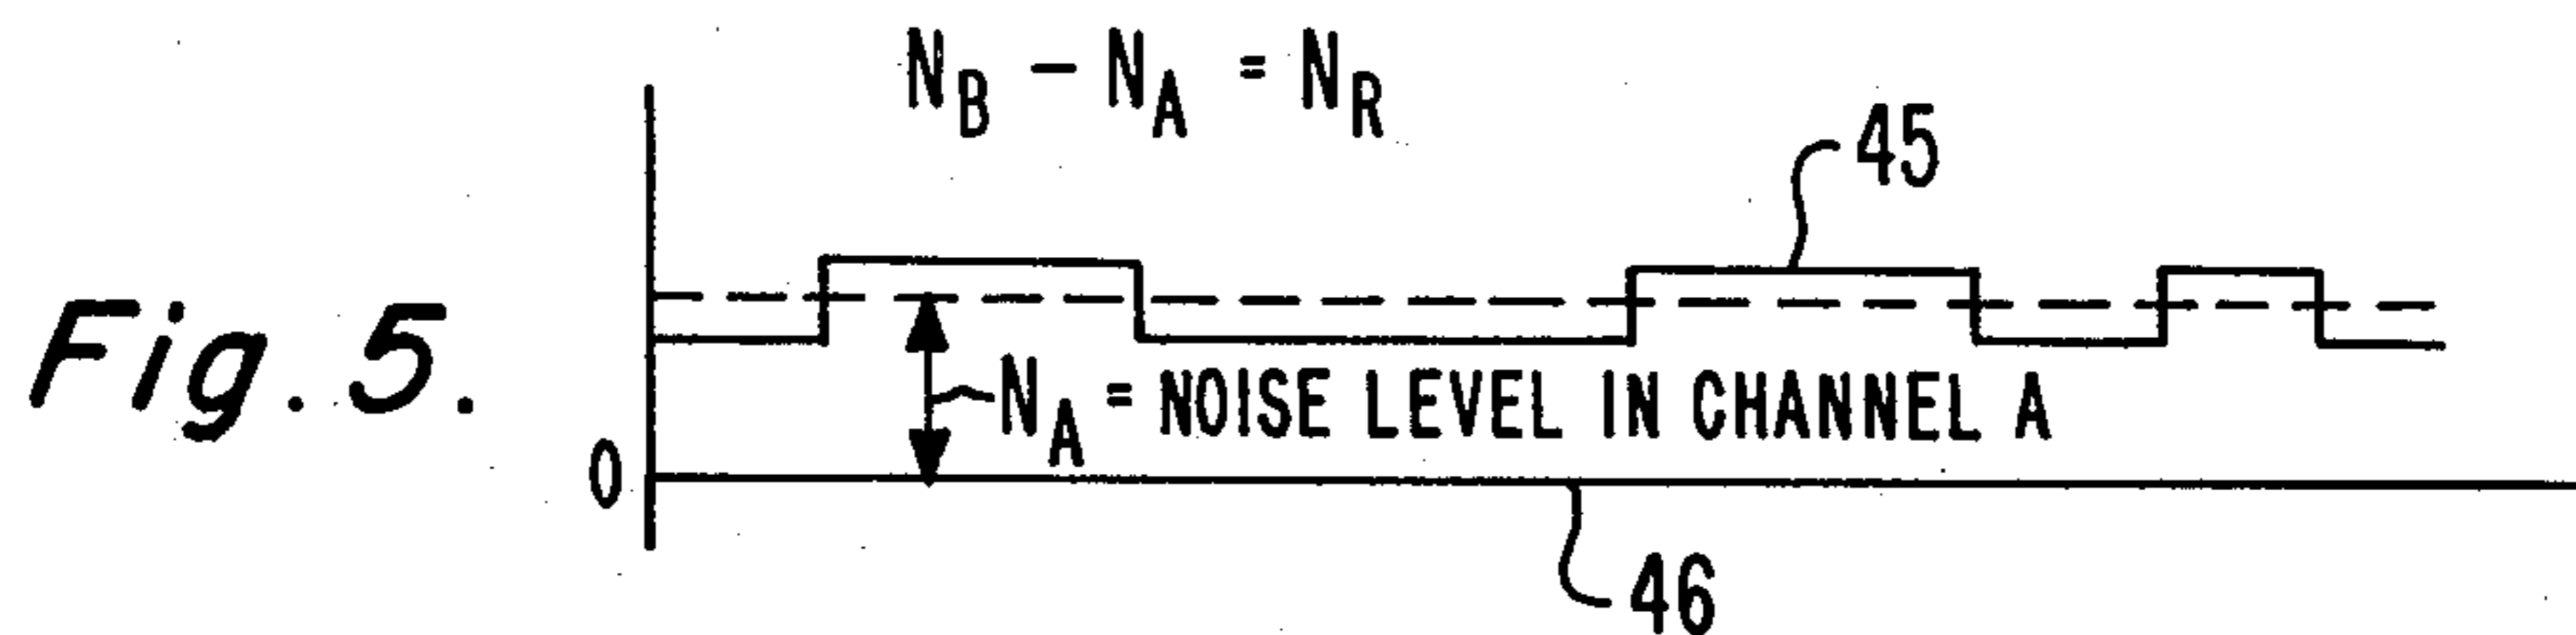 N_B − N_A = N_R
45
Fig. 5.
N_A = NOISE LEVEL IN CHANNEL A
0
46